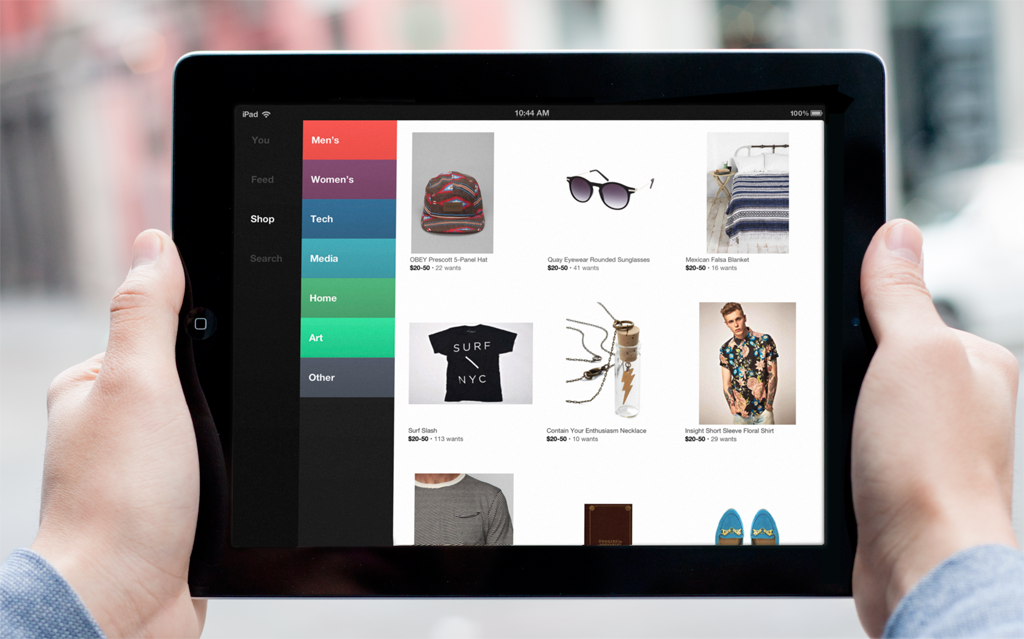 iPad
10:44 AM
100%
You
Feed
Shop
Search
Men's
Women's
Tech
Media
Home
Art
Other
OBEY Prescott 5-Panel Hat
$20-50 • 22 wants
Quay Eyewear Rounded Sunglasses
$20-50 • 41 wants
Mexican Falsa Blanket
$20-50 • 16 wants
SURF
NYC
Surf Slash
$20-50 • 113 wants
Contain Your Enthusiasm Necklace
$20-50 • 10 wants
Insight Short Sleeve Floral Shirt
$20-50 • 29 wants